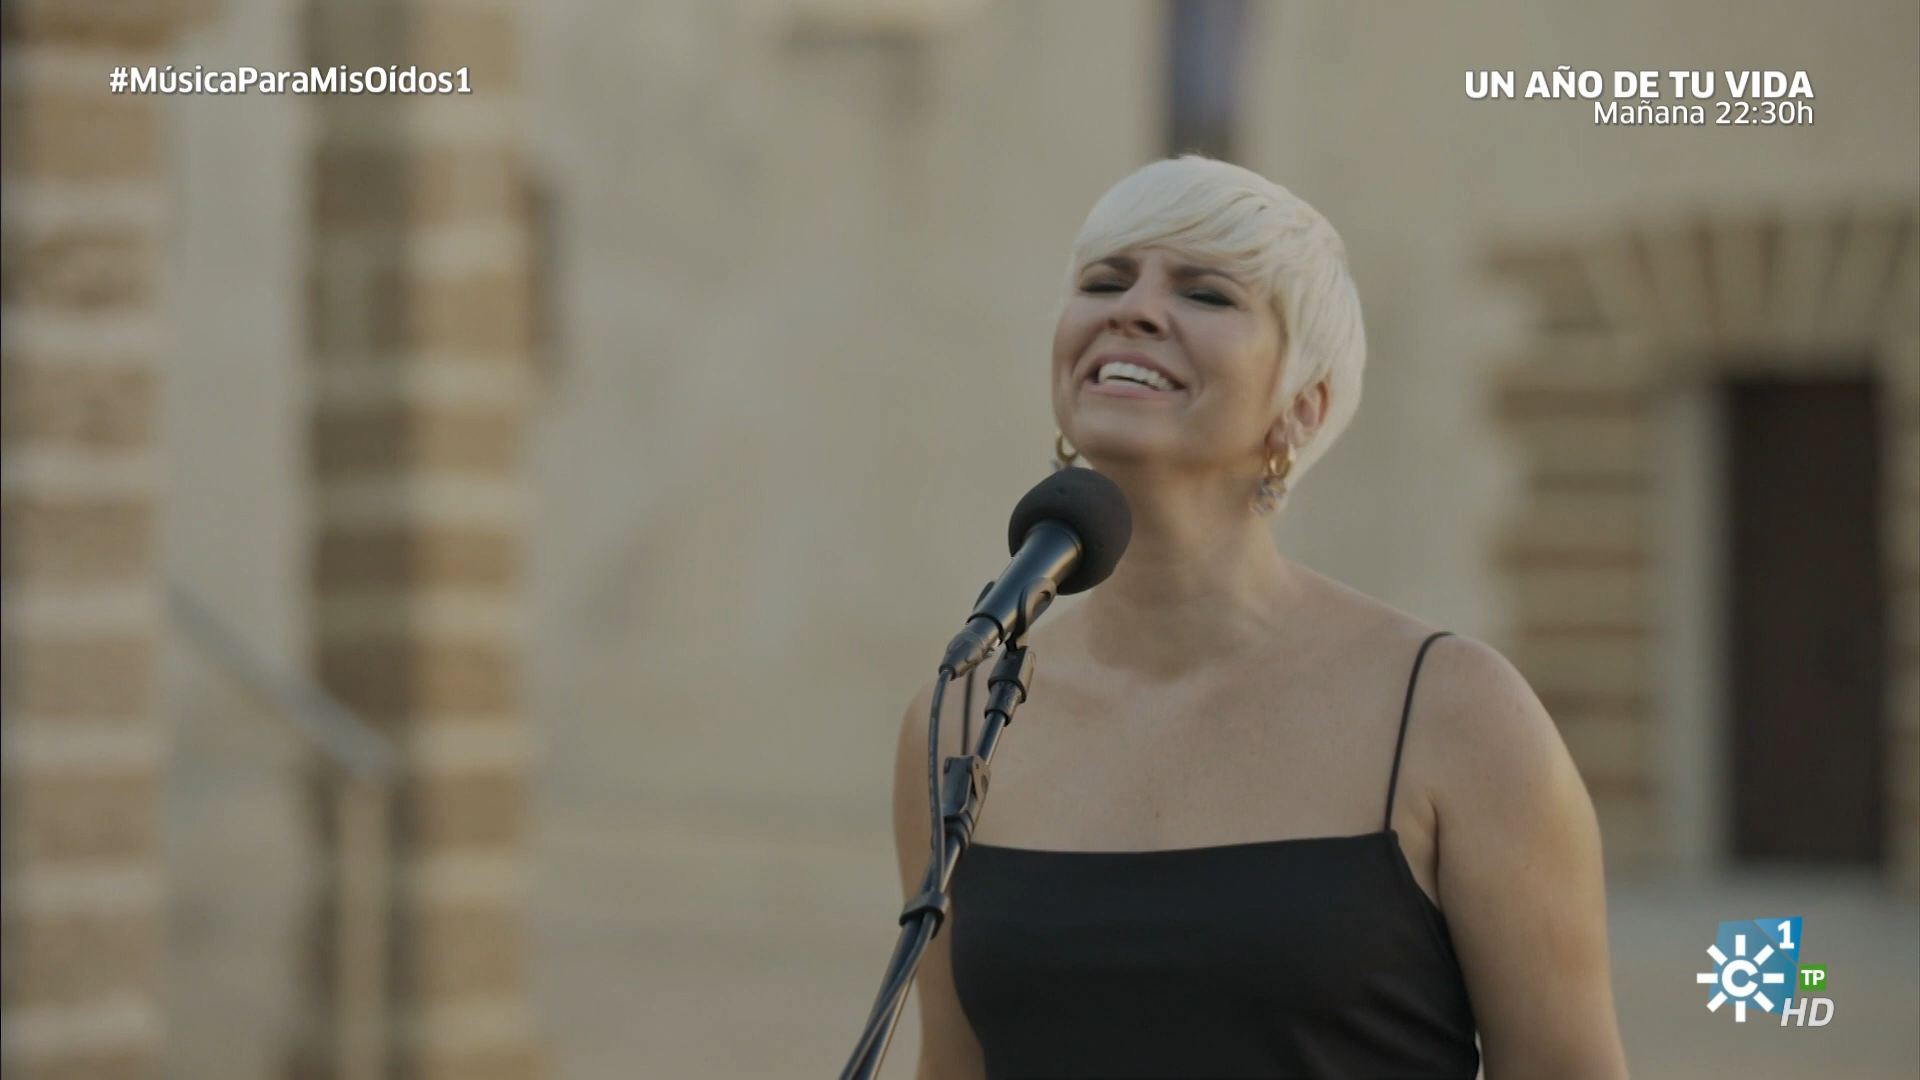 #MúsicaParaMisOídos1
UN AÑO DE TU VIDA
Mañana 22:30h
1
C
TP
HD